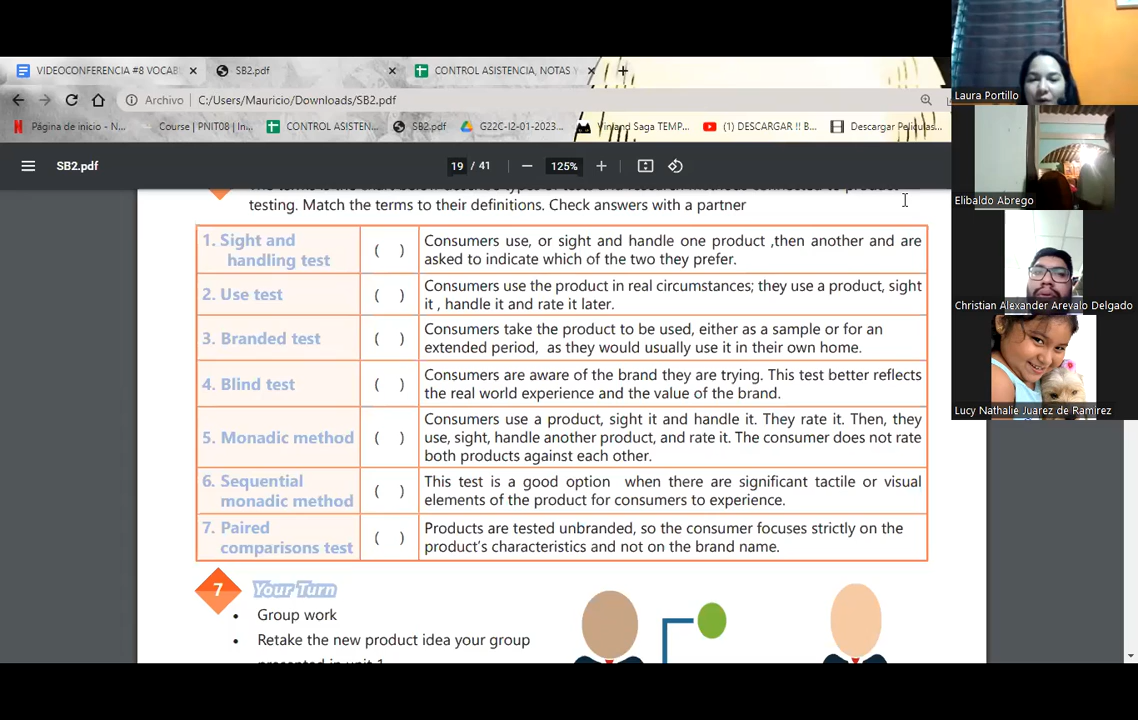 VIDEOCONFERENCIA #8 VOCAB
SB2.pdf
CONTROL ASISTENCIA, NOTAS Y
Archivo
C:/Users/Mauricio/Downloads/SB2.pdf
Página de inicio - N...
Course | PNIT08 | In...
CONTROL ASISTEN...
SB2.pdf
G22C-I2-01-2023...
Vinland Saga TEMP...
(1) DESCARGAR !! B...
Descargar Peliculas...
SB2.pdf
19 / 41
125%
testing. Match the terms to their definitions. Check answers with a partner
1. Sight and
handling test
( )
Consumers use, or sight and handle one product ,then another and are
asked to indicate which of the two they prefer.
2. Use test
( )
Consumers use the product in real circumstances; they use a product, sight
it , handle it and rate it later.
3. Branded test
( )
Consumers take the product to be used, either as a sample or for an
extended period, as they would usually use it in their own home.
4. Blind test
( )
Consumers are aware of the brand they are trying. This test better reflects
the real world experience and the value of the brand.
5. Monadic method
( )
Consumers use a product, sight it and handle it. They rate it. Then, they
use, sight, handle another product, and rate it. The consumer does not rate
both products against each other.
6. Sequential
monadic method
( )
This test is a good option when there are significant tactile or visual
elements of the product for consumers to experience.
7. Paired
comparisons test
( )
Products are tested unbranded, so the consumer focuses strictly on the
product's characteristics and not on the brand name.
7
Your Turn
• Group work
• Retake the new product idea your group
presented in unit 1
Laura Portillo
Elibaldo Abrego
Christian Alexander Arevalo Delgado
Lucy Nathalie Juarez de Ramirez